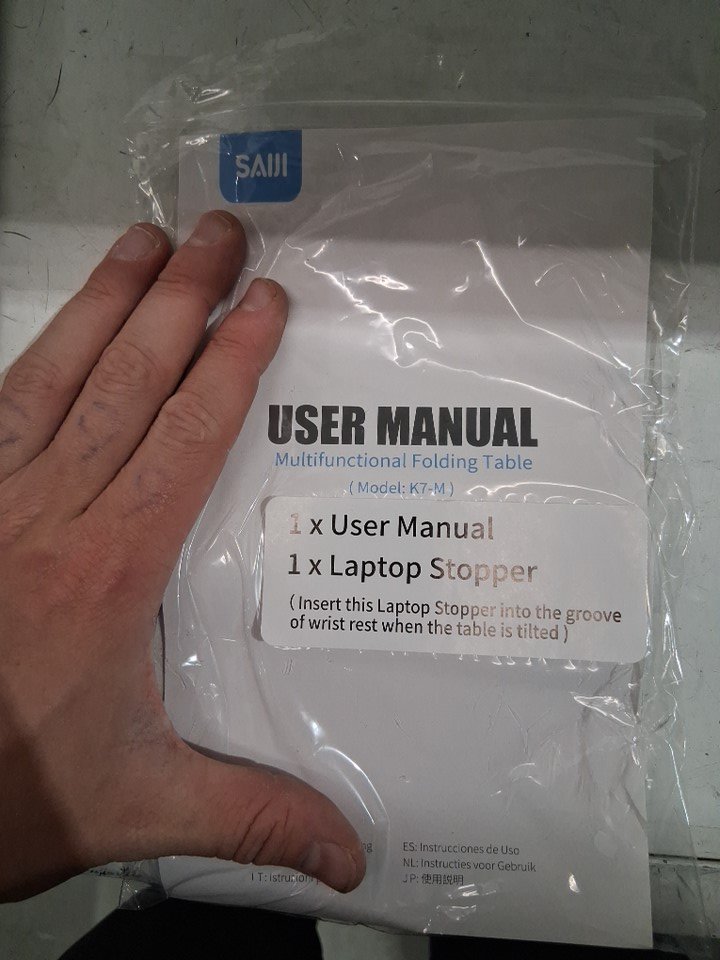 SAIJI
USER MANUAL
Multifunctional Folding Table
( Model: K7-M )
1 x User Manual
1 x Laptop Stopper
( Insert this Laptop Stopper into the groove
of wrist rest when the table is tilted )
ES: Instrucciones de Uso
NL: Instructies voor Gebruik
IT:
JP: 使用説明